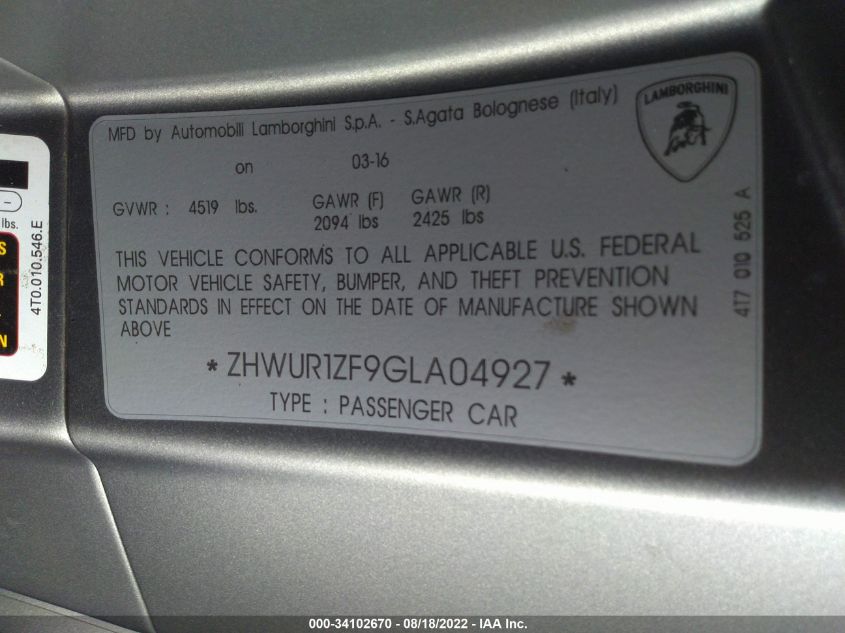 LAMBORGHINI
MFD by Automobili Lamborghini S.p.A. - S.Agata Bolognese (Italy)
on 03-16
GVWR : 4519 lbs. GAWR (F) GAWR (R)
2094 lbs 2425 lbs
THIS VEHICLE CONFORMS TO ALL APPLICABLE U.S. FEDERAL
MOTOR VEHICLE SAFETY, BUMPER, AND THEFT PREVENTION
STANDARDS IN EFFECT ON THE DATE OF MANUFACTURE SHOWN
ABOVE
* ZHWUR1ZF9GLA04927 *
TYPE : PASSENGER CAR
4T7 010 525 A
lbs.
S
R
N
4T0.010.546.E
000-34102670 - 08/18/2022 - IAA Inc.